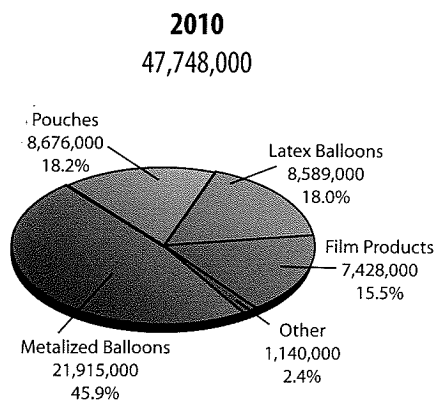 2010
47,748,000
Pouches
8,676,000
18.2%
Latex Balloons
8,589,000
18.0%
Film Products
7,428,000
15.5%
Other
1,140,000
2.4%
Metalized Balloons
21,915,000
45.9%